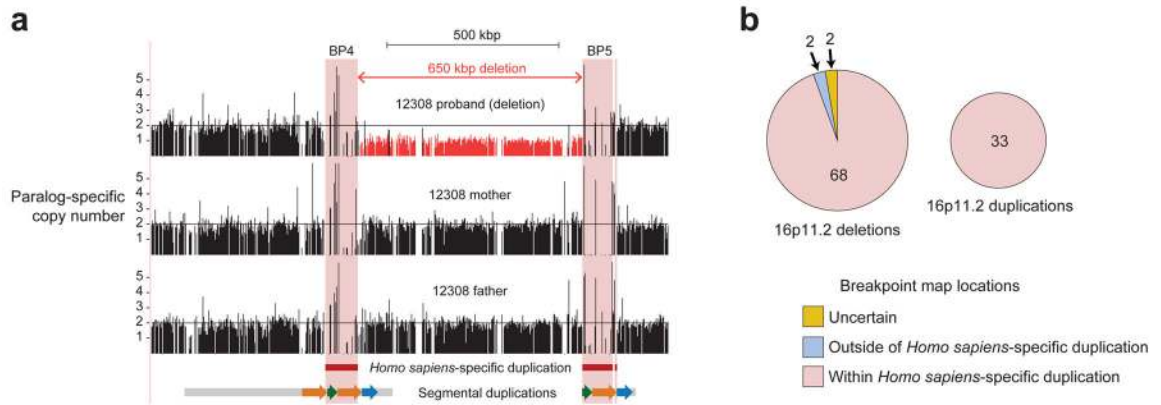 a
500 kbp
BP4
BP5
650 kbp deletion
12308 proband (deletion)
5
4
3
2
1
Paralog-specific
copy number
12308 mother
5
4
3
2
1
12308 father
5
4
3
2
1
Homo sapiens-specific duplication
Segmental duplications
b
2
2
68
33
16p11.2 deletions
16p11.2 duplications
Breakpoint map locations
Uncertain
Outside of Homo sapiens-specific duplication
Within Homo sapiens-specific duplication